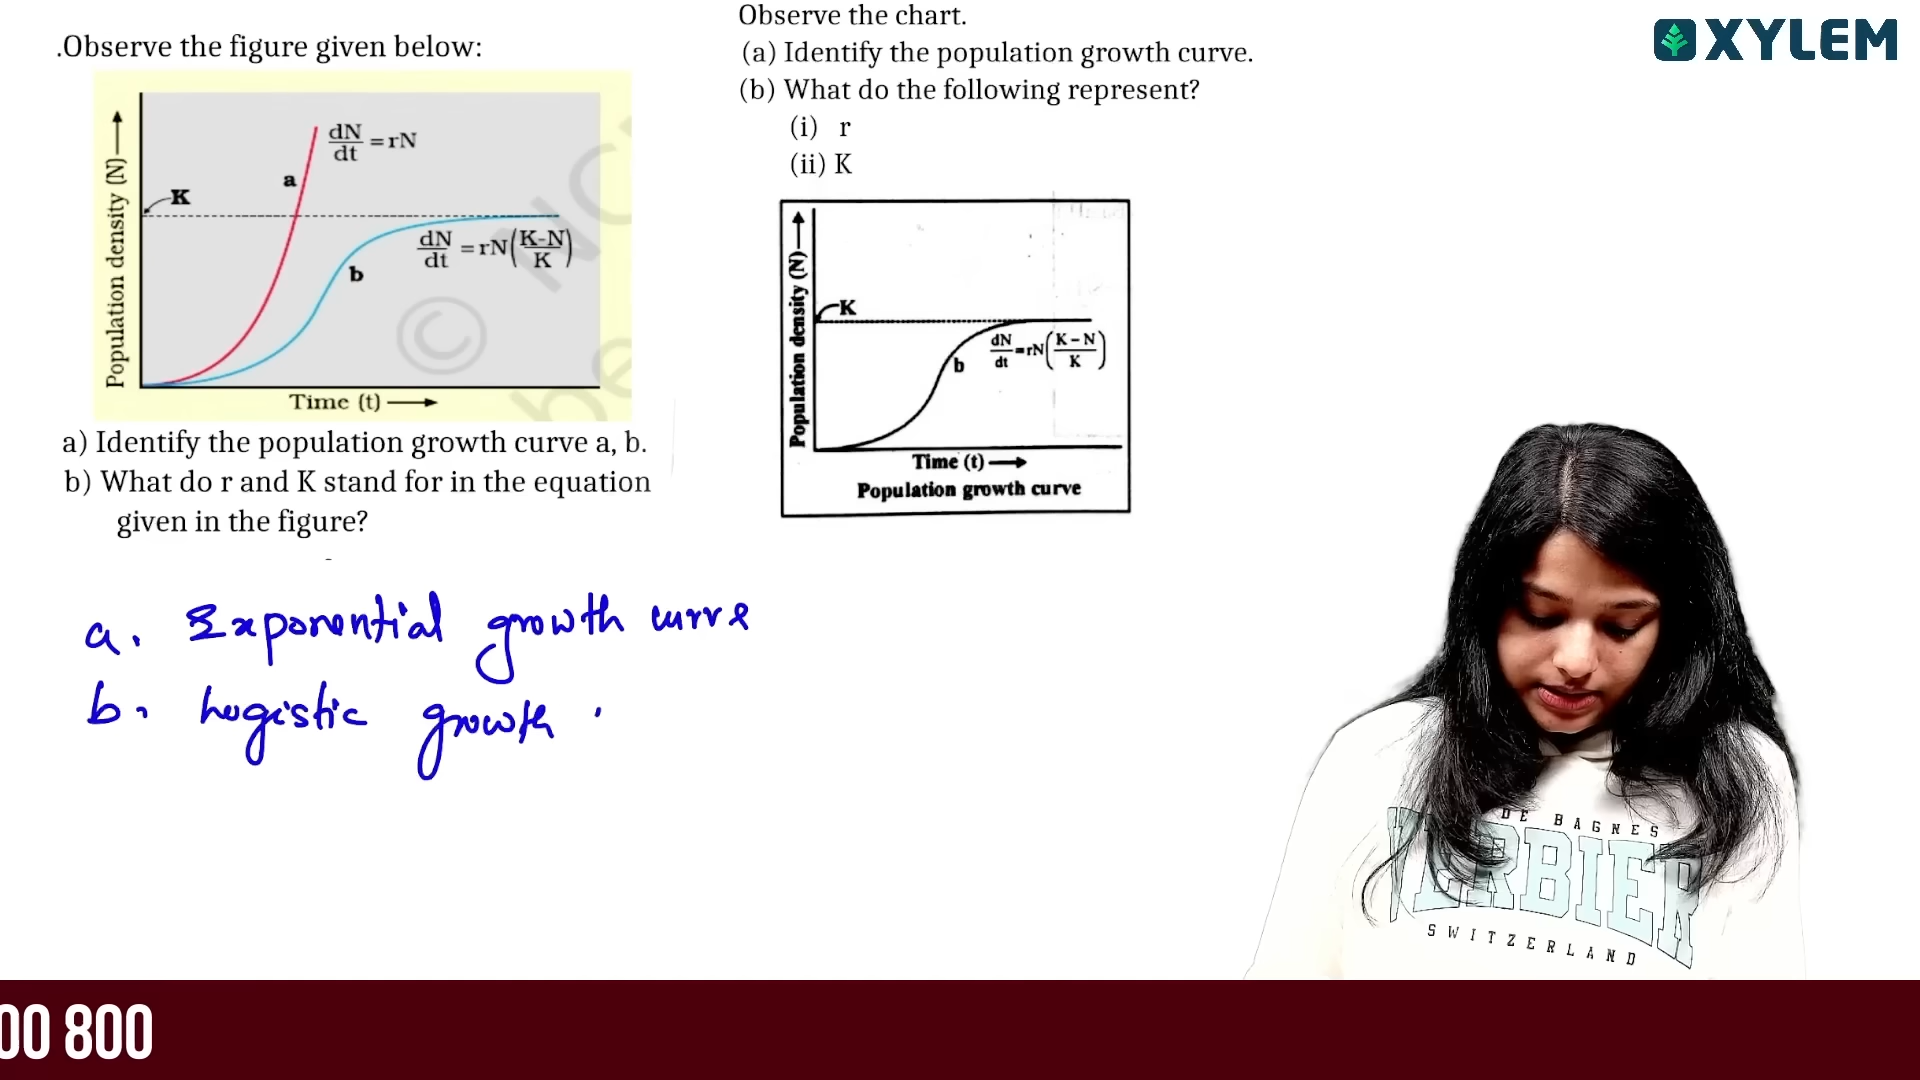 .Observe the figure given below:
Population density (N)
K
a
dN/dt = rN
b
dN/dt = rN(K-N/K)
Time (t)
a) Identify the population growth curve a, b.
b) What do r and K stand for in the equation
given in the figure?
Observe the chart.
(a) Identify the population growth curve.
(b) What do the following represent?
(i) r
(ii) K
Population density (N)
K
b
dN/dt = rN(K – N/K)
Time (t)
Population growth curve
XYLEM
a. Exponential growth curve
b. Logistic growth
DE BAGNES
VERBIER
SWITZERLAND
00 800